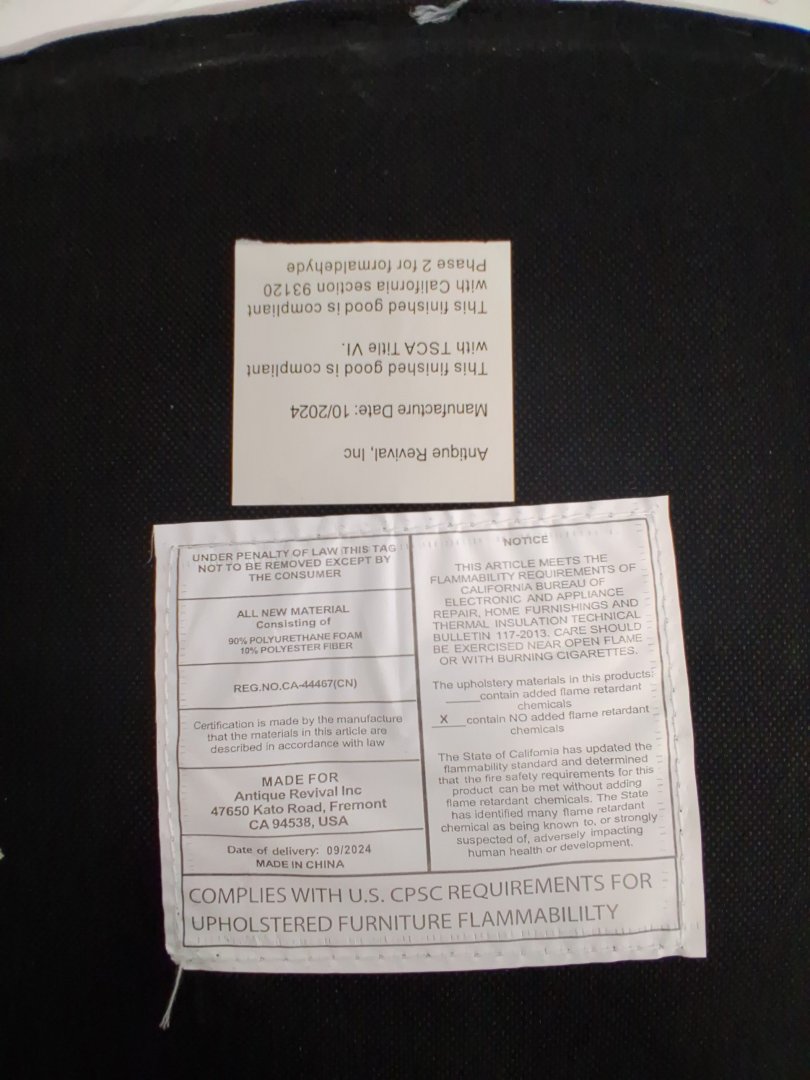 Antique Revival, Inc
Manufacture Date: 10/2024
This finished good is compliant
with TSCA Title VI.
This finished good is compliant
with California section 93120
Phase 2 for formaldehyde
UNDER PENALTY OF LAW THIS TAG
NOT TO BE REMOVED EXCEPT BY
THE CONSUMER
ALL NEW MATERIAL
Consisting of
90% POLYURETHANE FOAM
10% POLYESTER FIBER
REG.NO.CA-44467(CN)
Certification is made by the manufacture
that the materials in this article are
described in accordance with law
MADE FOR
Antique Revival Inc
47650 Kato Road, Fremont
CA 94538, USA
Date of delivery: 09/2024
MADE IN CHINA
NOTICE
THIS ARTICLE MEETS THE
FLAMMABILITY REQUIREMENTS OF
CALIFORNIA BUREAU OF
ELECTRONIC AND APPLIANCE
REPAIR, HOME FURNISHINGS AND
THERMAL INSULATION TECHNICAL
BULLETIN 117-2013. CARE SHOULD
BE EXERCISED NEAR OPEN FLAME
OR WITH BURNING CIGARETTES.
The upholstery materials in this products:
_____contain added flame retardant
chemicals
X____contain NO added flame retardant
chemicals
The State of California has updated the
flammability standard and determined
that the fire safety requirements for this
product can be met without adding
flame retardant chemicals. The State
has identified many flame retardant
chemical as being known to, or strongly
suspected of, adversely impacting
human health or development.
COMPLIES WITH U.S. CPSC REQUIREMENTS FOR
UPHOLSTERED FURNITURE FLAMMABILILTY